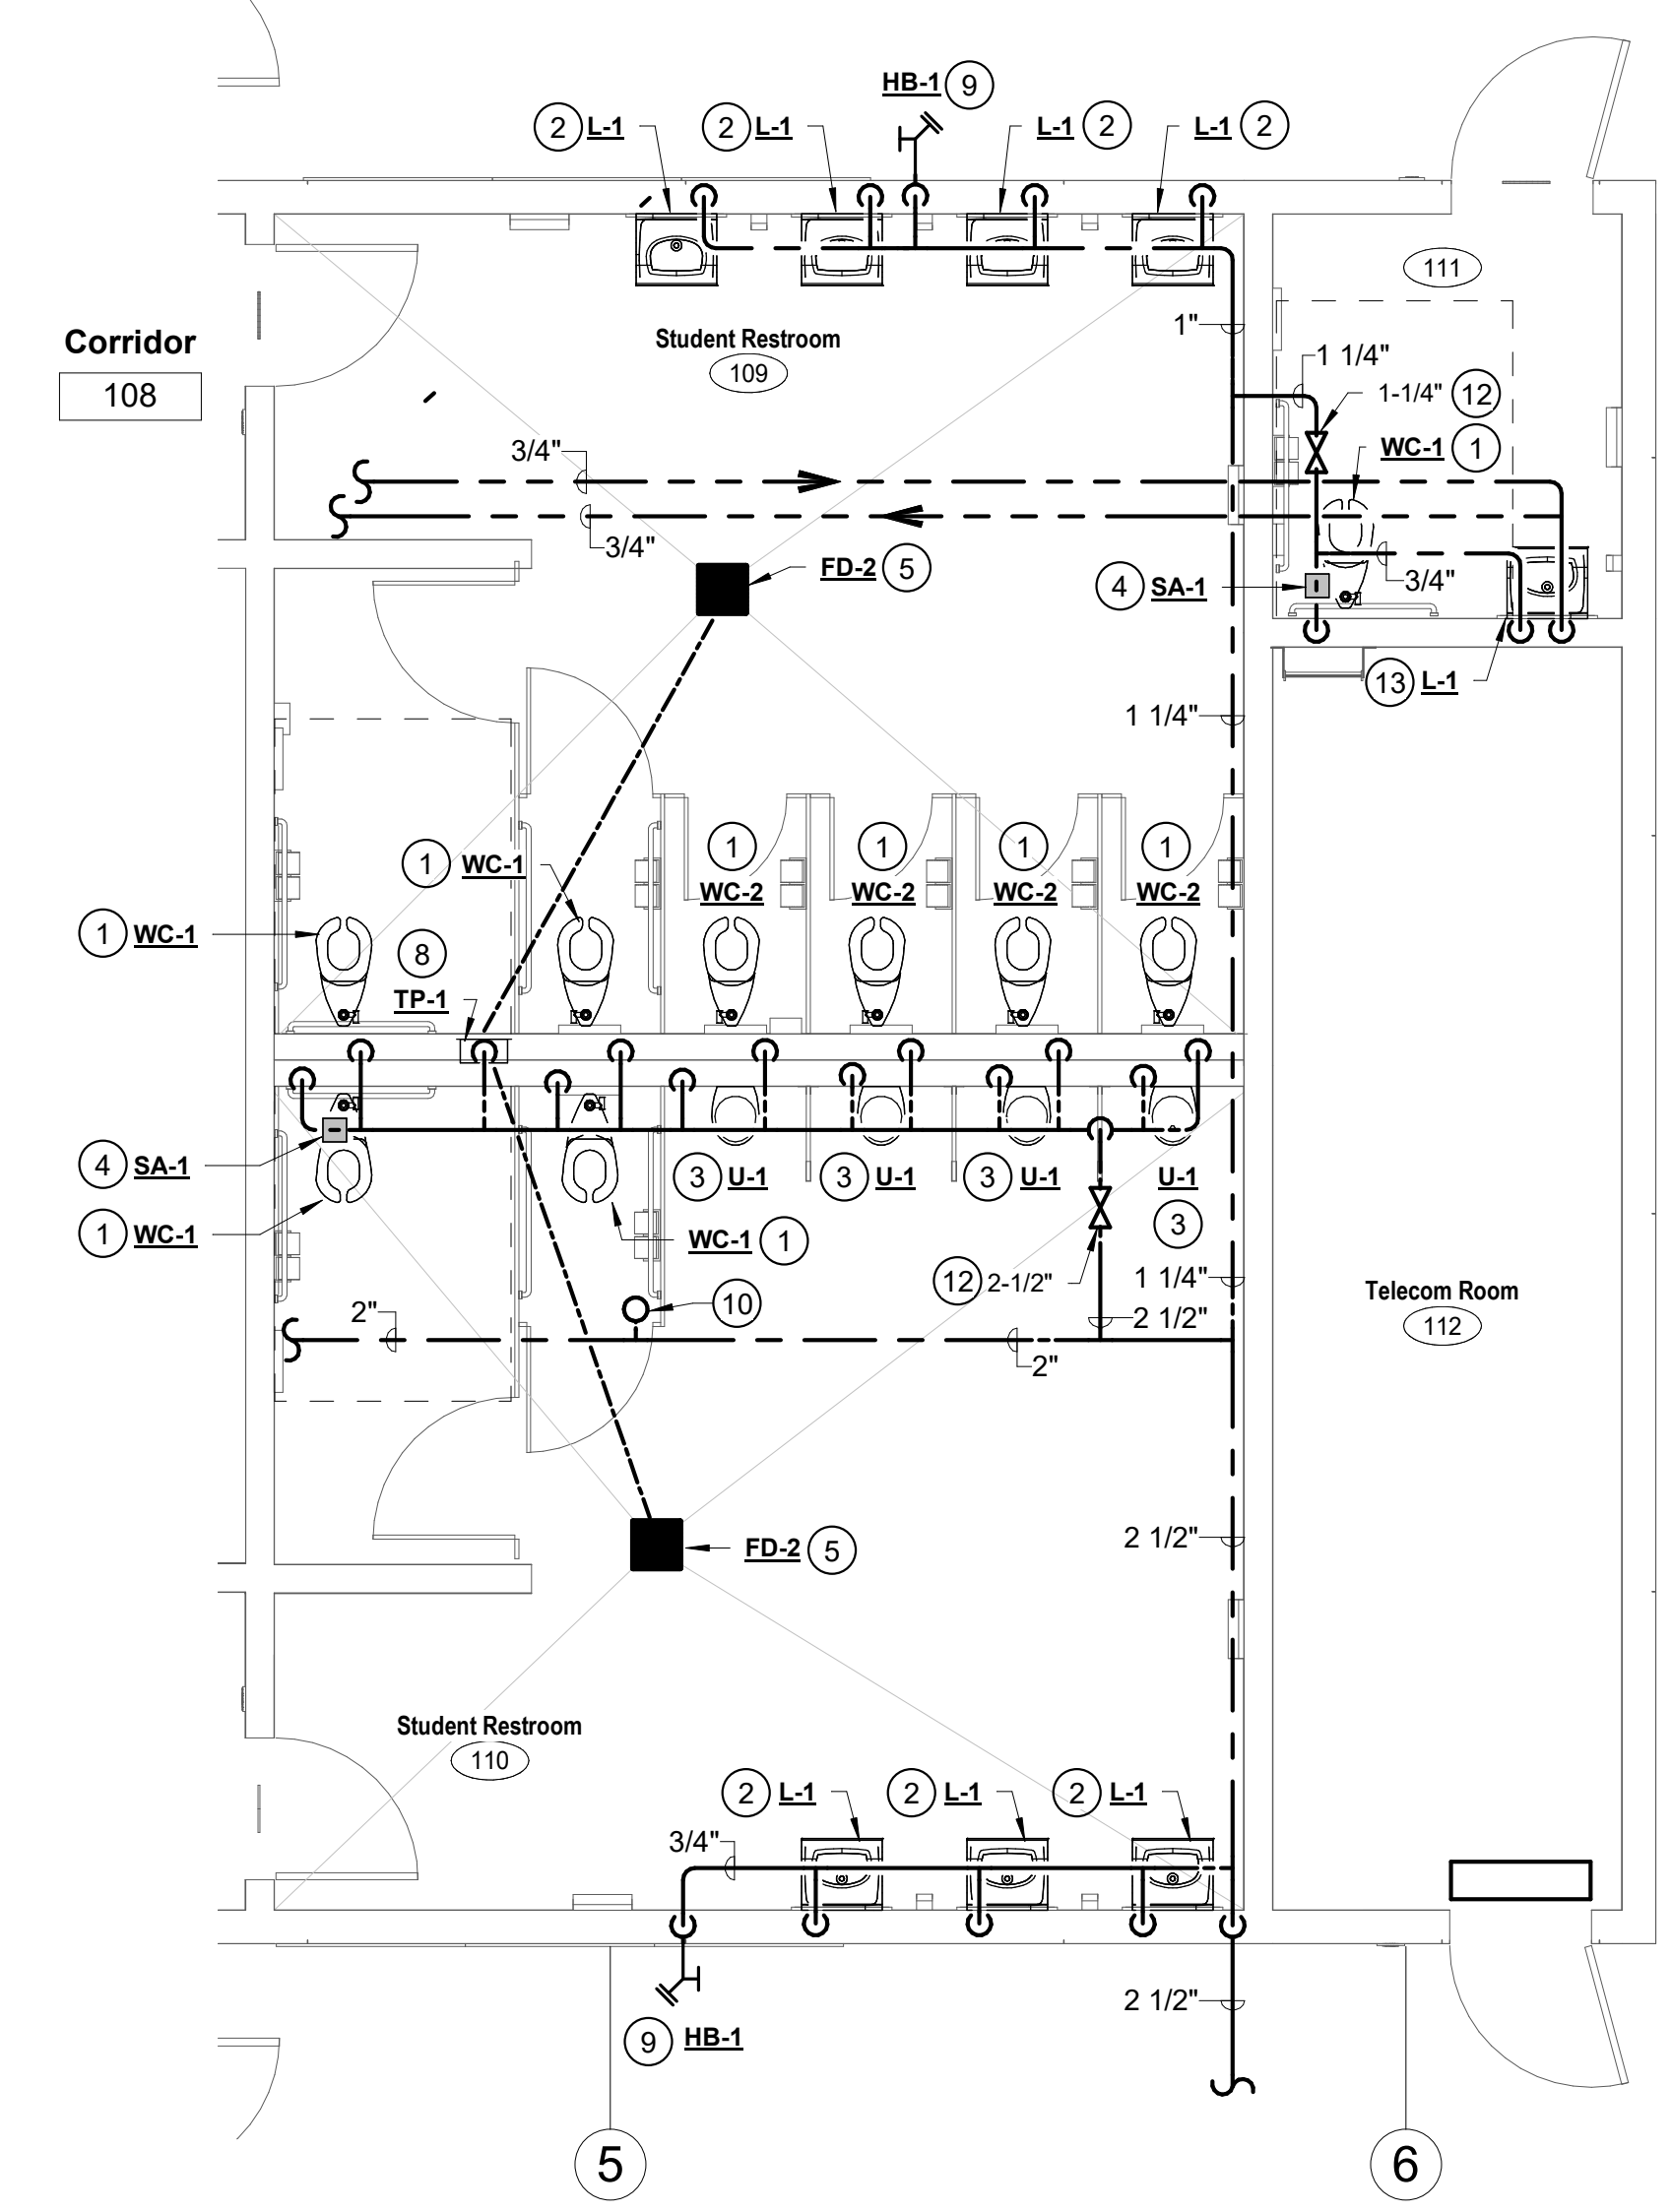 HB-1 9
2 L-1
2 L-1
L-1 2
L-1 2
111
1"
Corridor
108
Student Restroom
109
1 1/4"
1-1/4" 12
WC-1 1
3/4"
3/4"
FD-2 5
4 SA-1
3/4"
13 L-1
1 1/4"
1 WC-1
1
WC-2
1
WC-2
1
WC-2
1
WC-2
1 WC-1
8
TP-1
4 SA-1
3 U-1
3 U-1
3 U-1
U-1
3
1 WC-1
WC-1 1
12 2-1/2"
1 1/4"
2"
10
2 1/2"
2"
Telecom Room
112
2 1/2"
FD-2 5
Student Restroom
110
2 L-1
2 L-1
2 L-1
3/4"
2 1/2"
9 HB-1
5
6